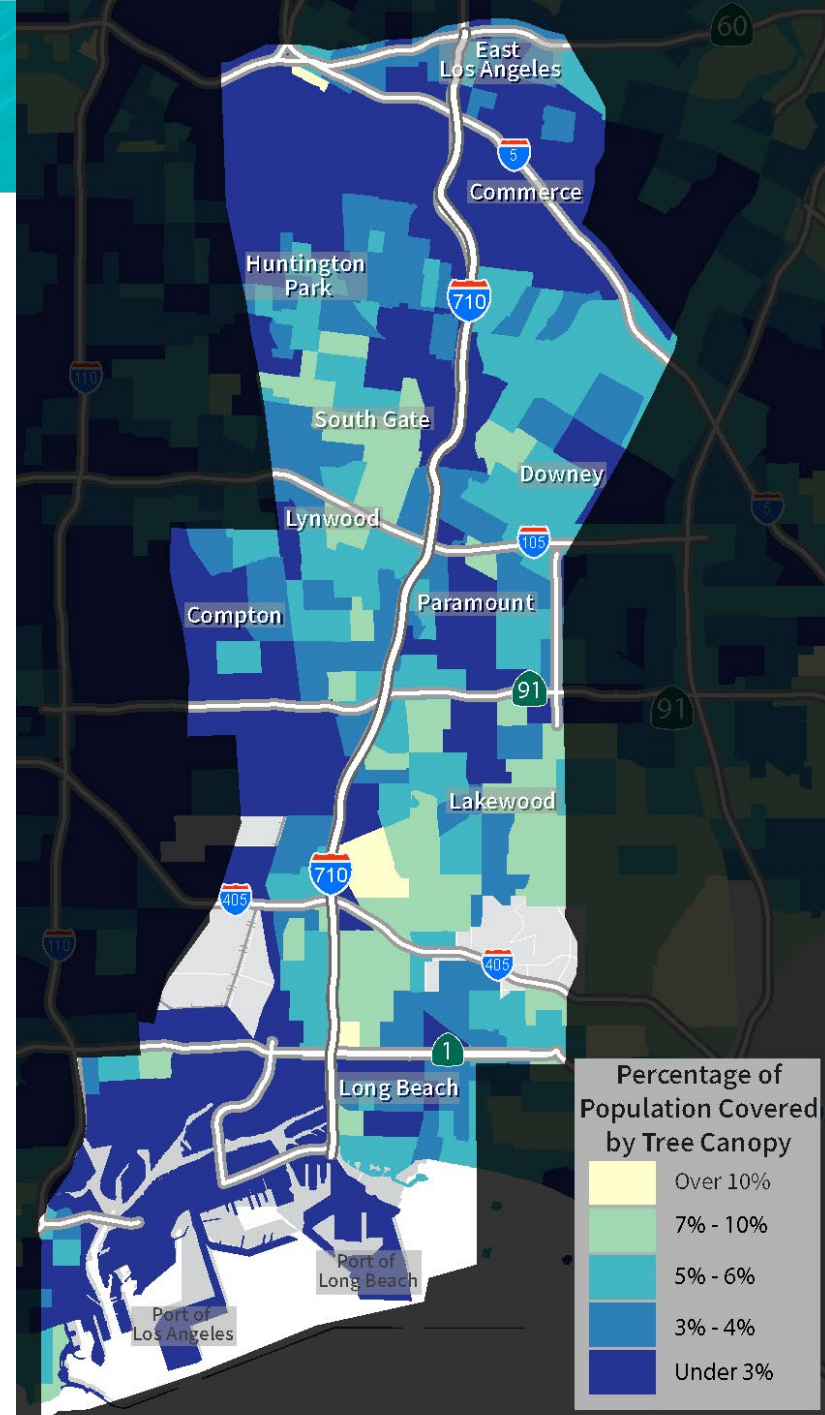 60
East
Los Angeles
5
Commerce
Huntington
Park
710
110
South Gate
Downey
5
Lynwood
105
Compton
Paramount
91
91
Lakewood
710
405
110
405
1
Long Beach
Port of
Long Beach
Port of
Los Angeles
Percentage of
Population Covered
by Tree Canopy
Over 10%
7% - 10%
5% - 6%
3% - 4%
Under 3%